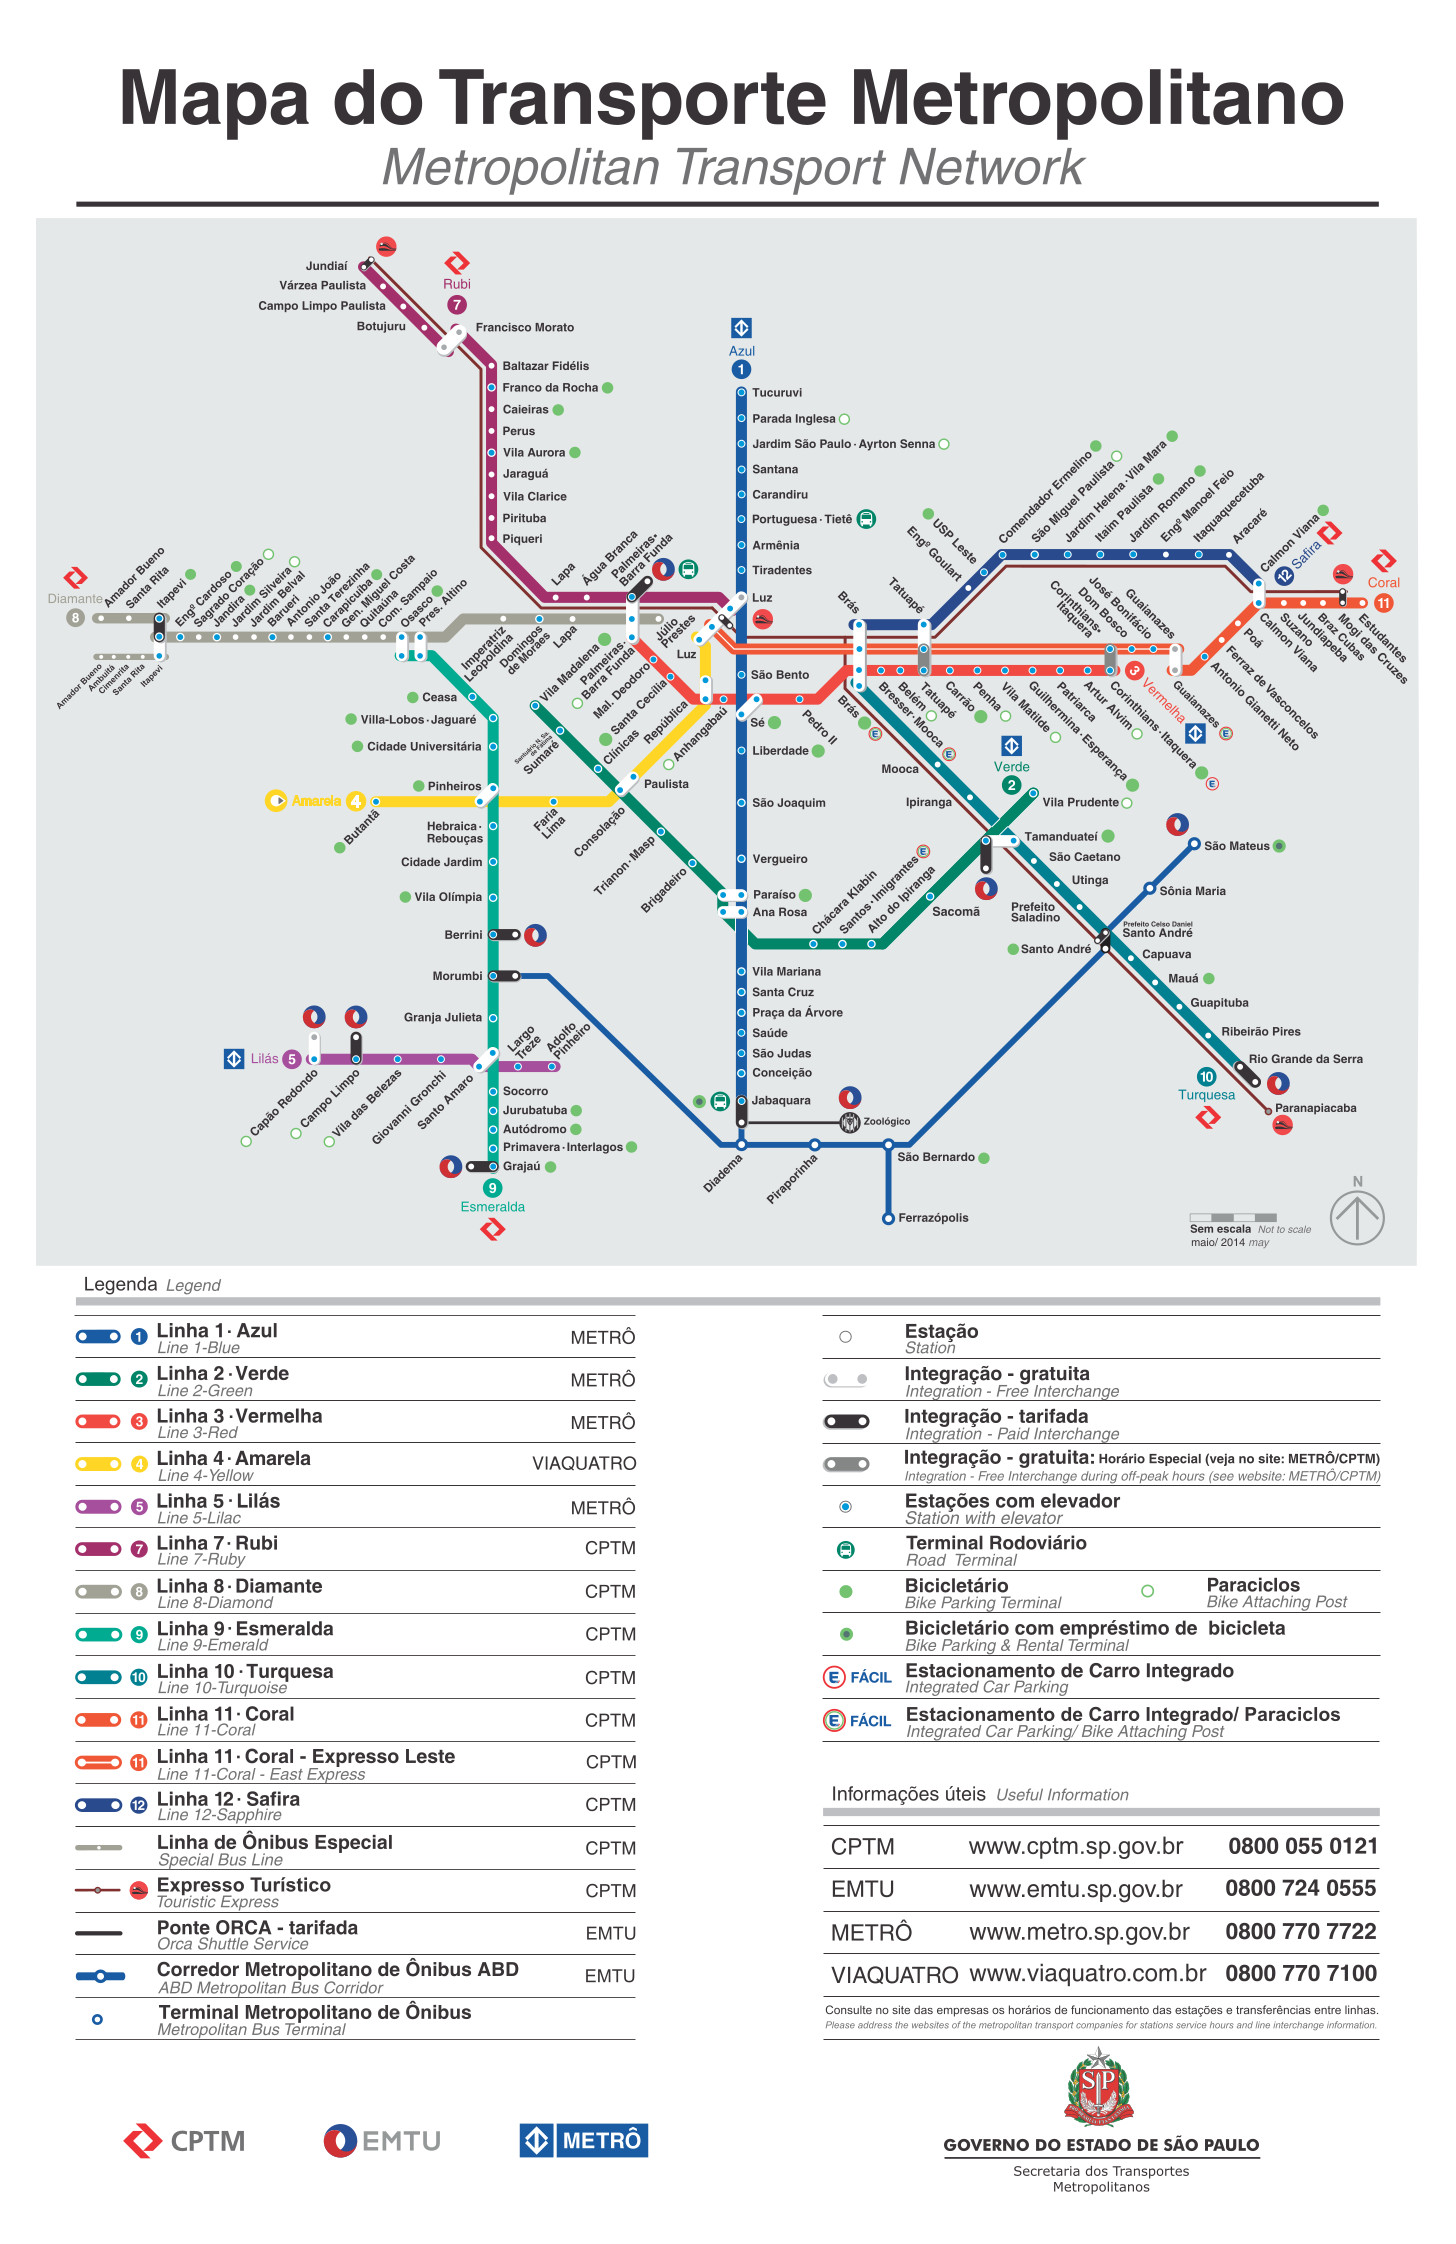 Mapa do Transporte Metropolitano
Metropolitan Transport Network
Jundiaí
Várzea Paulista
Campo Limpo Paulista
Botujuru
Rubi
7
Francisco Morato
Baltazar Fidélis
Franco da Rocha
Caieiras
Perus
Vila Aurora
Jaraguá
Vila Clarice
Pirituba
Piqueri
Lapa
Água Branca
Palmeiras-
Barra Funda
Azul
1
Tucuruvi
Parada Inglesa
Jardim São Paulo · Ayrton Senna
Santana
Carandiru
Portuguesa · Tietê
Armênia
Tiradentes
Luz
São Bento
Sé
Liberdade
São Joaquim
Vergueiro
Paraíso
Ana Rosa
Vila Mariana
Santa Cruz
Praça da Árvore
Saúde
São Judas
Conceição
Jabaquara
Diamante
8
Amador Bueno
Santa Rita
Itapevi
Engº Cardoso
Sagrado Coração
Jandira
Jardim Silveira
Jardim Belval
Barueri
Antonio João
Santa Terezinha
Carapicuíba
Gen. Miguel Costa
Quitaúna
Com. Sampaio
Osasco
Pres. Altino
Imperatriz
Leopoldina
Domingos
de Moraes
Lapa
Palmeiras-
Barra Funda
Júlio
Prestes
Amador Bueno
Ambuitá
Cimenrita
Santa Rita
Itapevi
Ceasa
Villa-Lobos · Jaguaré
Cidade Universitária
Pinheiros
Hebraica ·
Rebouças
Cidade Jardim
Vila Olímpia
Berrini
Morumbi
Granja Julieta
Santo Amaro
Socorro
Jurubatuba
Autódromo
Primavera · Interlagos
Grajaú
9
Esmeralda
Amarela 4
Butantã
Faria
Lima
Paulista
República
Luz
Vila Madalena
Santuário N. Sa.
de Fátima
Sumaré
Clínicas
Consolação
Trianon · Masp
Brigadeiro
Chácara Klabin
Santos · Imigrantes
Alto do Ipiranga
Sacomã
Tamanduateí
Vila Prudente
Verde
2
Mal. Deodoro
Santa Cecília
Anhangabaú
Pedro II
Brás
Bresser · Mooca
Belém
Tatuapé
Carrão
Penha
Vila Matilde
Guilhermina · Esperança
Patriarca
Artur Alvim
Corinthians · Itaquera
3
Vermelha
Lilás 5
Capão Redondo
Campo Limpo
Vila das Belezas
Giovanni Gronchi
Largo
Treze
Adolfo
Pinheiro
Brás
Tatuapé
Engº Goulart
USP Leste
Comendador Ermelino
São Miguel Paulista
Jardim Helena · Vila Mara
Itaim Paulista
Jardim Romano
Engº Manoel Feio
Itaquaquecetuba
Aracaré
Calmon Viana
12 Safira
Coral
11
Corinthians-
Itaquera
Dom Bosco
José Bonifácio
Guaianazes
Guaianazes
Antonio Gianetti Neto
Ferraz de Vasconcelos
Poá
Calmon Viana
Suzano
Jundiapeba
Braz Cubas
Mogi das Cruzes
Estudantes
Mooca
Ipiranga
São Caetano
Utinga
Prefeito
Saladino
Prefeito Celso Daniel
Santo André
Santo André
Capuava
Mauá
Guapituba
Ribeirão Pires
Rio Grande da Serra
Paranapiacaba
10
Turquesa
São Mateus
Sônia Maria
Zoológico
Diadema
Piraporinha
São Bernardo
Ferrazópolis
N
Sem escala Not to scale
maio/ 2014 may
Legenda Legend
1 Linha 1 · Azul METRÔ
Line 1-Blue
2 Linha 2 · Verde METRÔ
Line 2-Green
3 Linha 3 · Vermelha METRÔ
Line 3-Red
4 Linha 4 · Amarela VIAQUATRO
Line 4-Yellow
5 Linha 5 · Lilás METRÔ
Line 5-Lilac
7 Linha 7 · Rubi CPTM
Line 7-Ruby
8 Linha 8 · Diamante CPTM
Line 8-Diamond
9 Linha 9 · Esmeralda CPTM
Line 9-Emerald
10 Linha 10 · Turquesa CPTM
Line 10-Turquoise
11 Linha 11 · Coral CPTM
Line 11-Coral
11 Linha 11 · Coral - Expresso Leste CPTM
Line 11-Coral - East Express
12 Linha 12 · Safira CPTM
Line 12-Sapphire
Linha de Ônibus Especial CPTM
Special Bus Line
Expresso Turístico CPTM
Touristic Express
Ponte ORCA - tarifada EMTU
Orca Shuttle Service
Corredor Metropolitano de Ônibus ABD EMTU
ABD Metropolitan Bus Corridor
Terminal Metropolitano de Ônibus
Metropolitan Bus Terminal
Estação
Station
Integração - gratuita
Integration - Free Interchange
Integração - tarifada
Integration - Paid Interchange
Integração - gratuita: Horário Especial (veja no site: METRÔ/CPTM)
Integration - Free Interchange during off-peak hours (see website: METRÔ/CPTM)
Estações com elevador
Station with elevator
Terminal Rodoviário
Road Terminal
Bicicletário Paraciclos
Bike Parking Terminal Bike Attaching Post
Bicicletário com empréstimo de bicicleta
Bike Parking & Rental Terminal
E FÁCIL Estacionamento de Carro Integrado
Integrated Car Parking
E FÁCIL Estacionamento de Carro Integrado/ Paraciclos
Integrated Car Parking/ Bike Attaching Post
Informações úteis Useful Information
CPTM www.cptm.sp.gov.br 0800 055 0121
EMTU www.emtu.sp.gov.br 0800 724 0555
METRÔ www.metro.sp.gov.br 0800 770 7722
VIAQUATRO www.viaquatro.com.br 0800 770 7100
Consulte no site das empresas os horários de funcionamento das estações e transferências entre linhas.
Please address the websites of the metropolitan transport companies for stations service hours and line interchange information.
CPTM
EMTU
METRÔ
SP
GOVERNO DO ESTADO DE SÃO PAULO
Secretaria dos Transportes
Metropolitanos